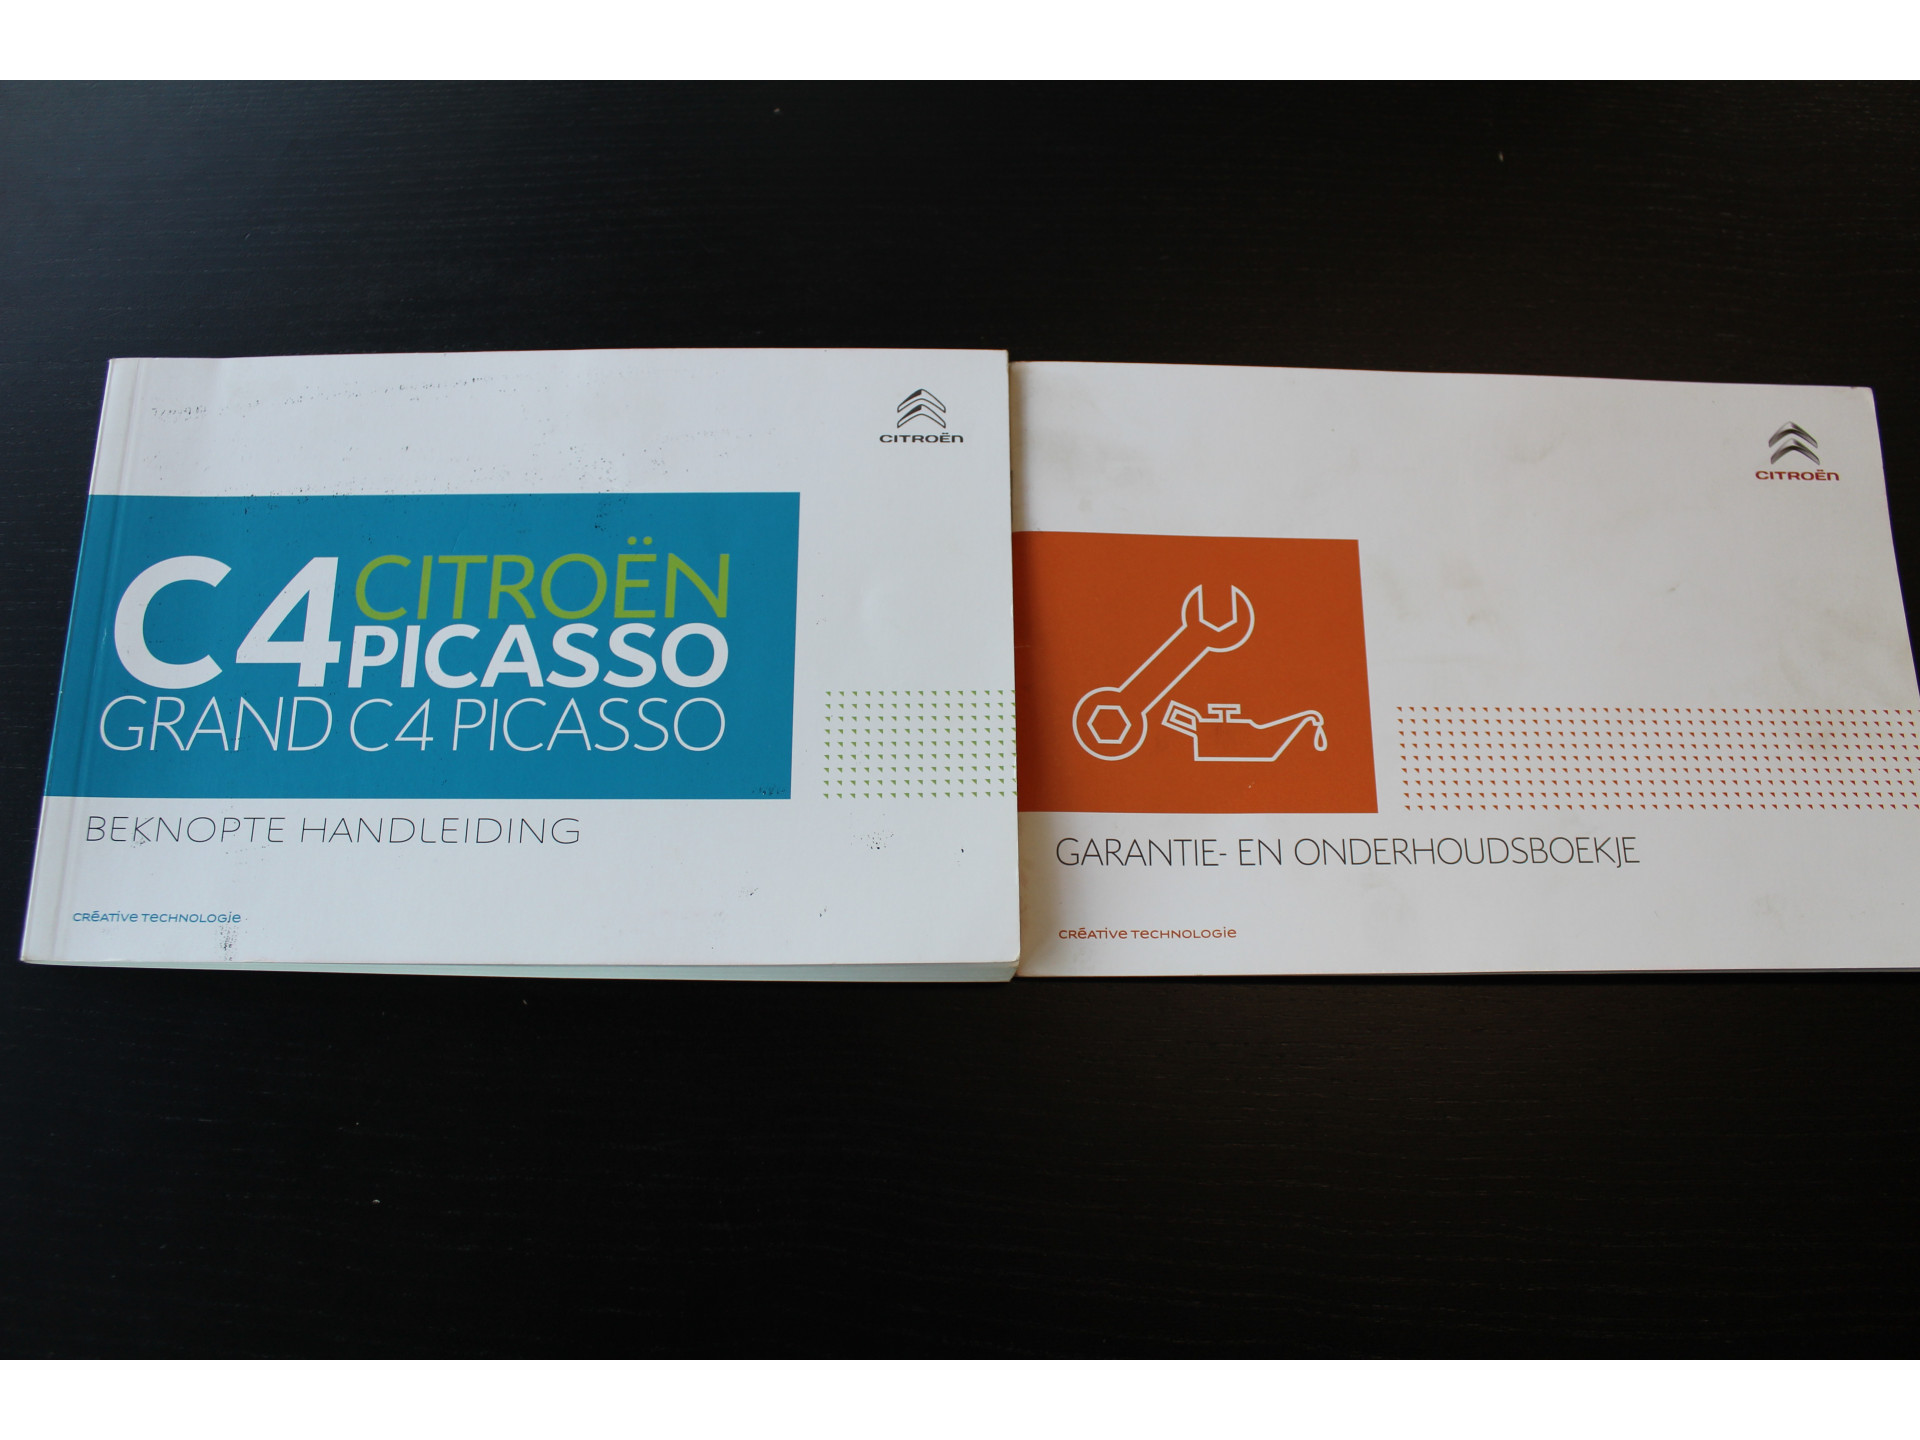 CITROËN
C4 CITROËN
PICASSO
GRAND C4 PICASSO
BEKNOPTE HANDLEIDING
CRÉATIVE TECHNOLOGIE
CITROËN
GARANTIE- EN ONDERHOUDSBOEKJE
CRÉATIVE TECHNOLOGIE